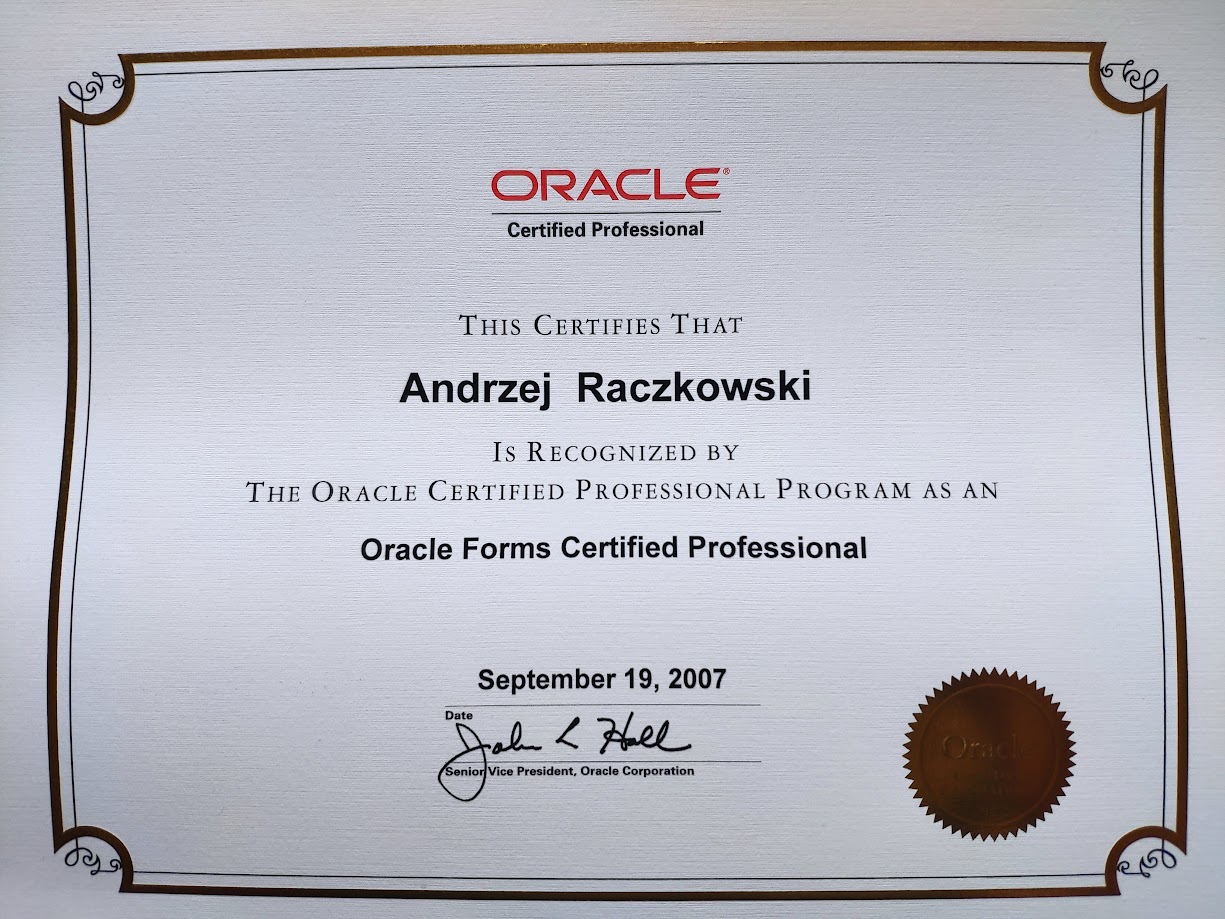 ORACLE®
Certified Professional
THIS CERTIFIES THAT
Andrzej Raczkowski
IS RECOGNIZED BY
THE ORACLE CERTIFIED PROFESSIONAL PROGRAM AS AN
Oracle Forms Certified Professional
September 19, 2007
Date
John L Hall
Senior Vice President, Oracle Corporation
Oracle